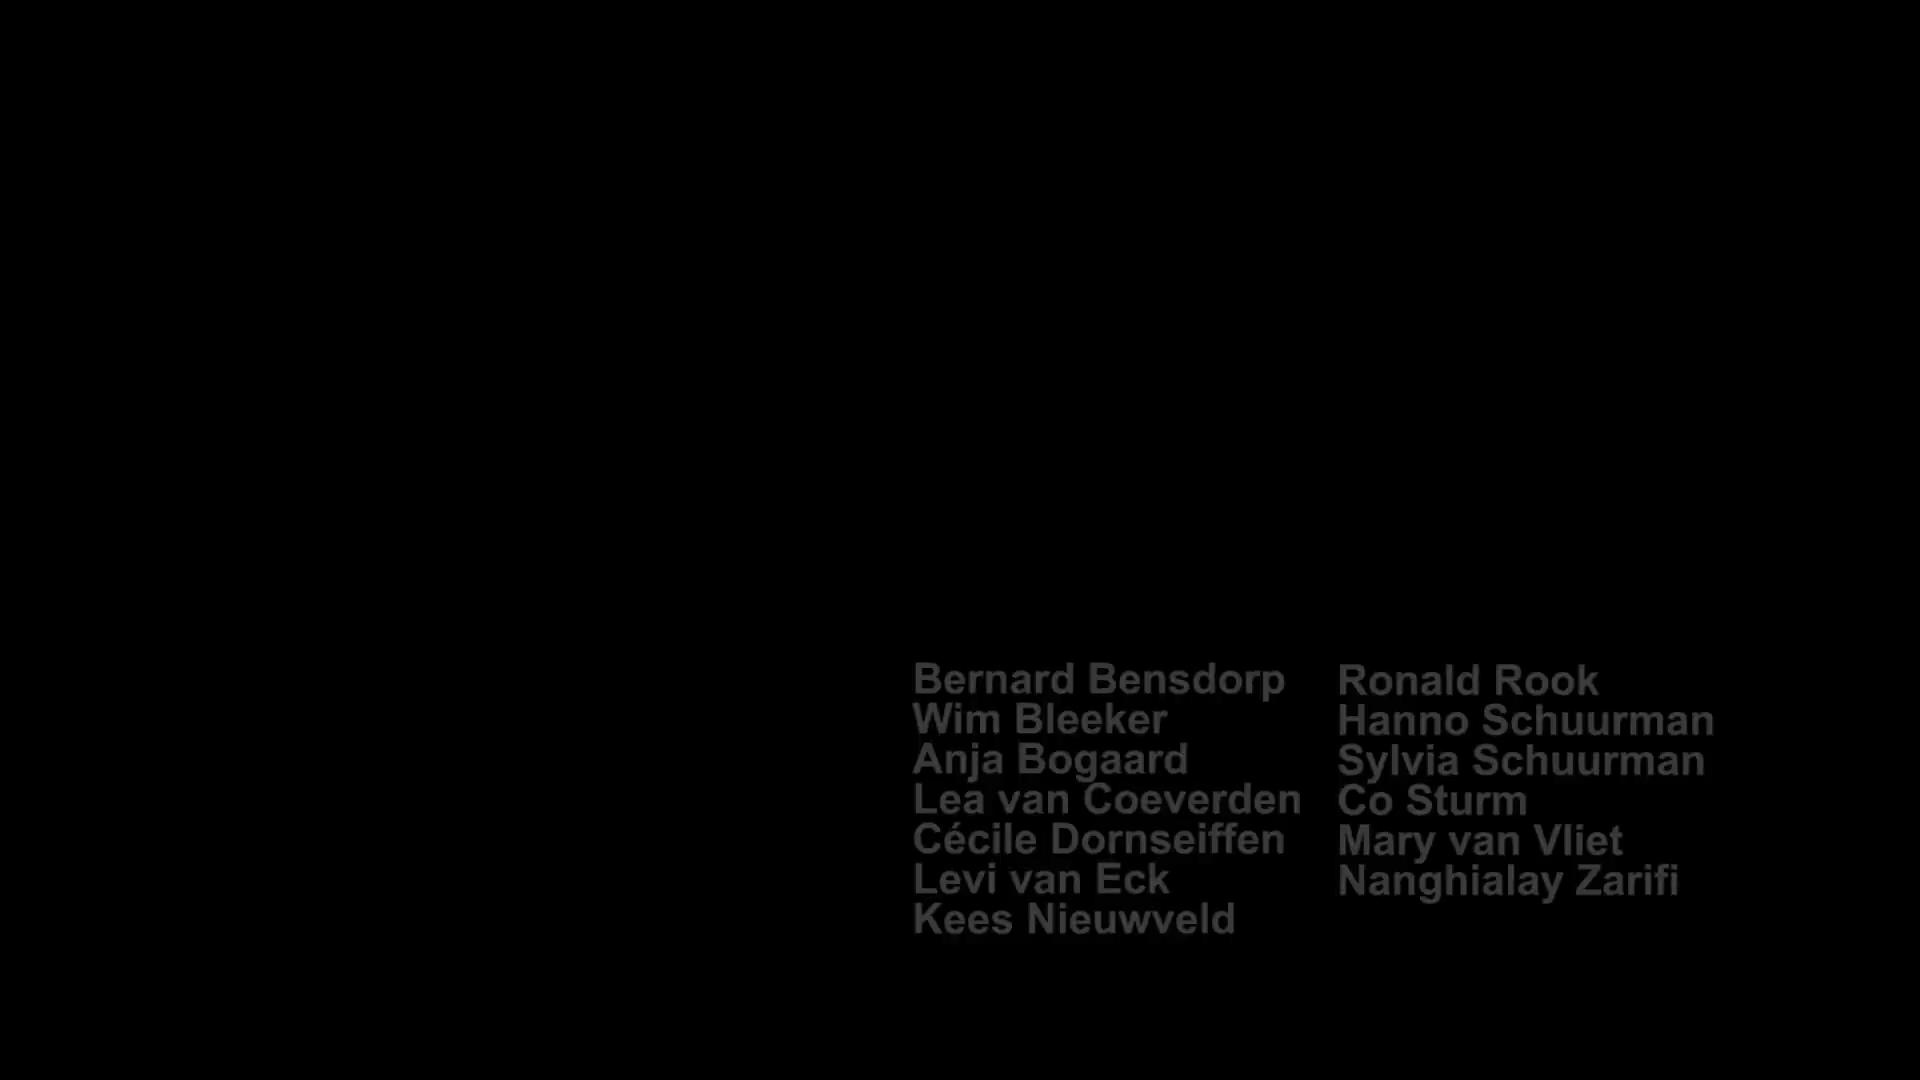 Bernard Bensdorp
Wim Bleeker
Anja Bogaard
Lea van Coeverden
Cécile Dornseiffen
Levi van Eck
Kees Nieuwveld
Ronald Rook
Hanno Schuurman
Sylvia Schuurman
Co Sturm
Mary van Vliet
Nanghialay Zarifi